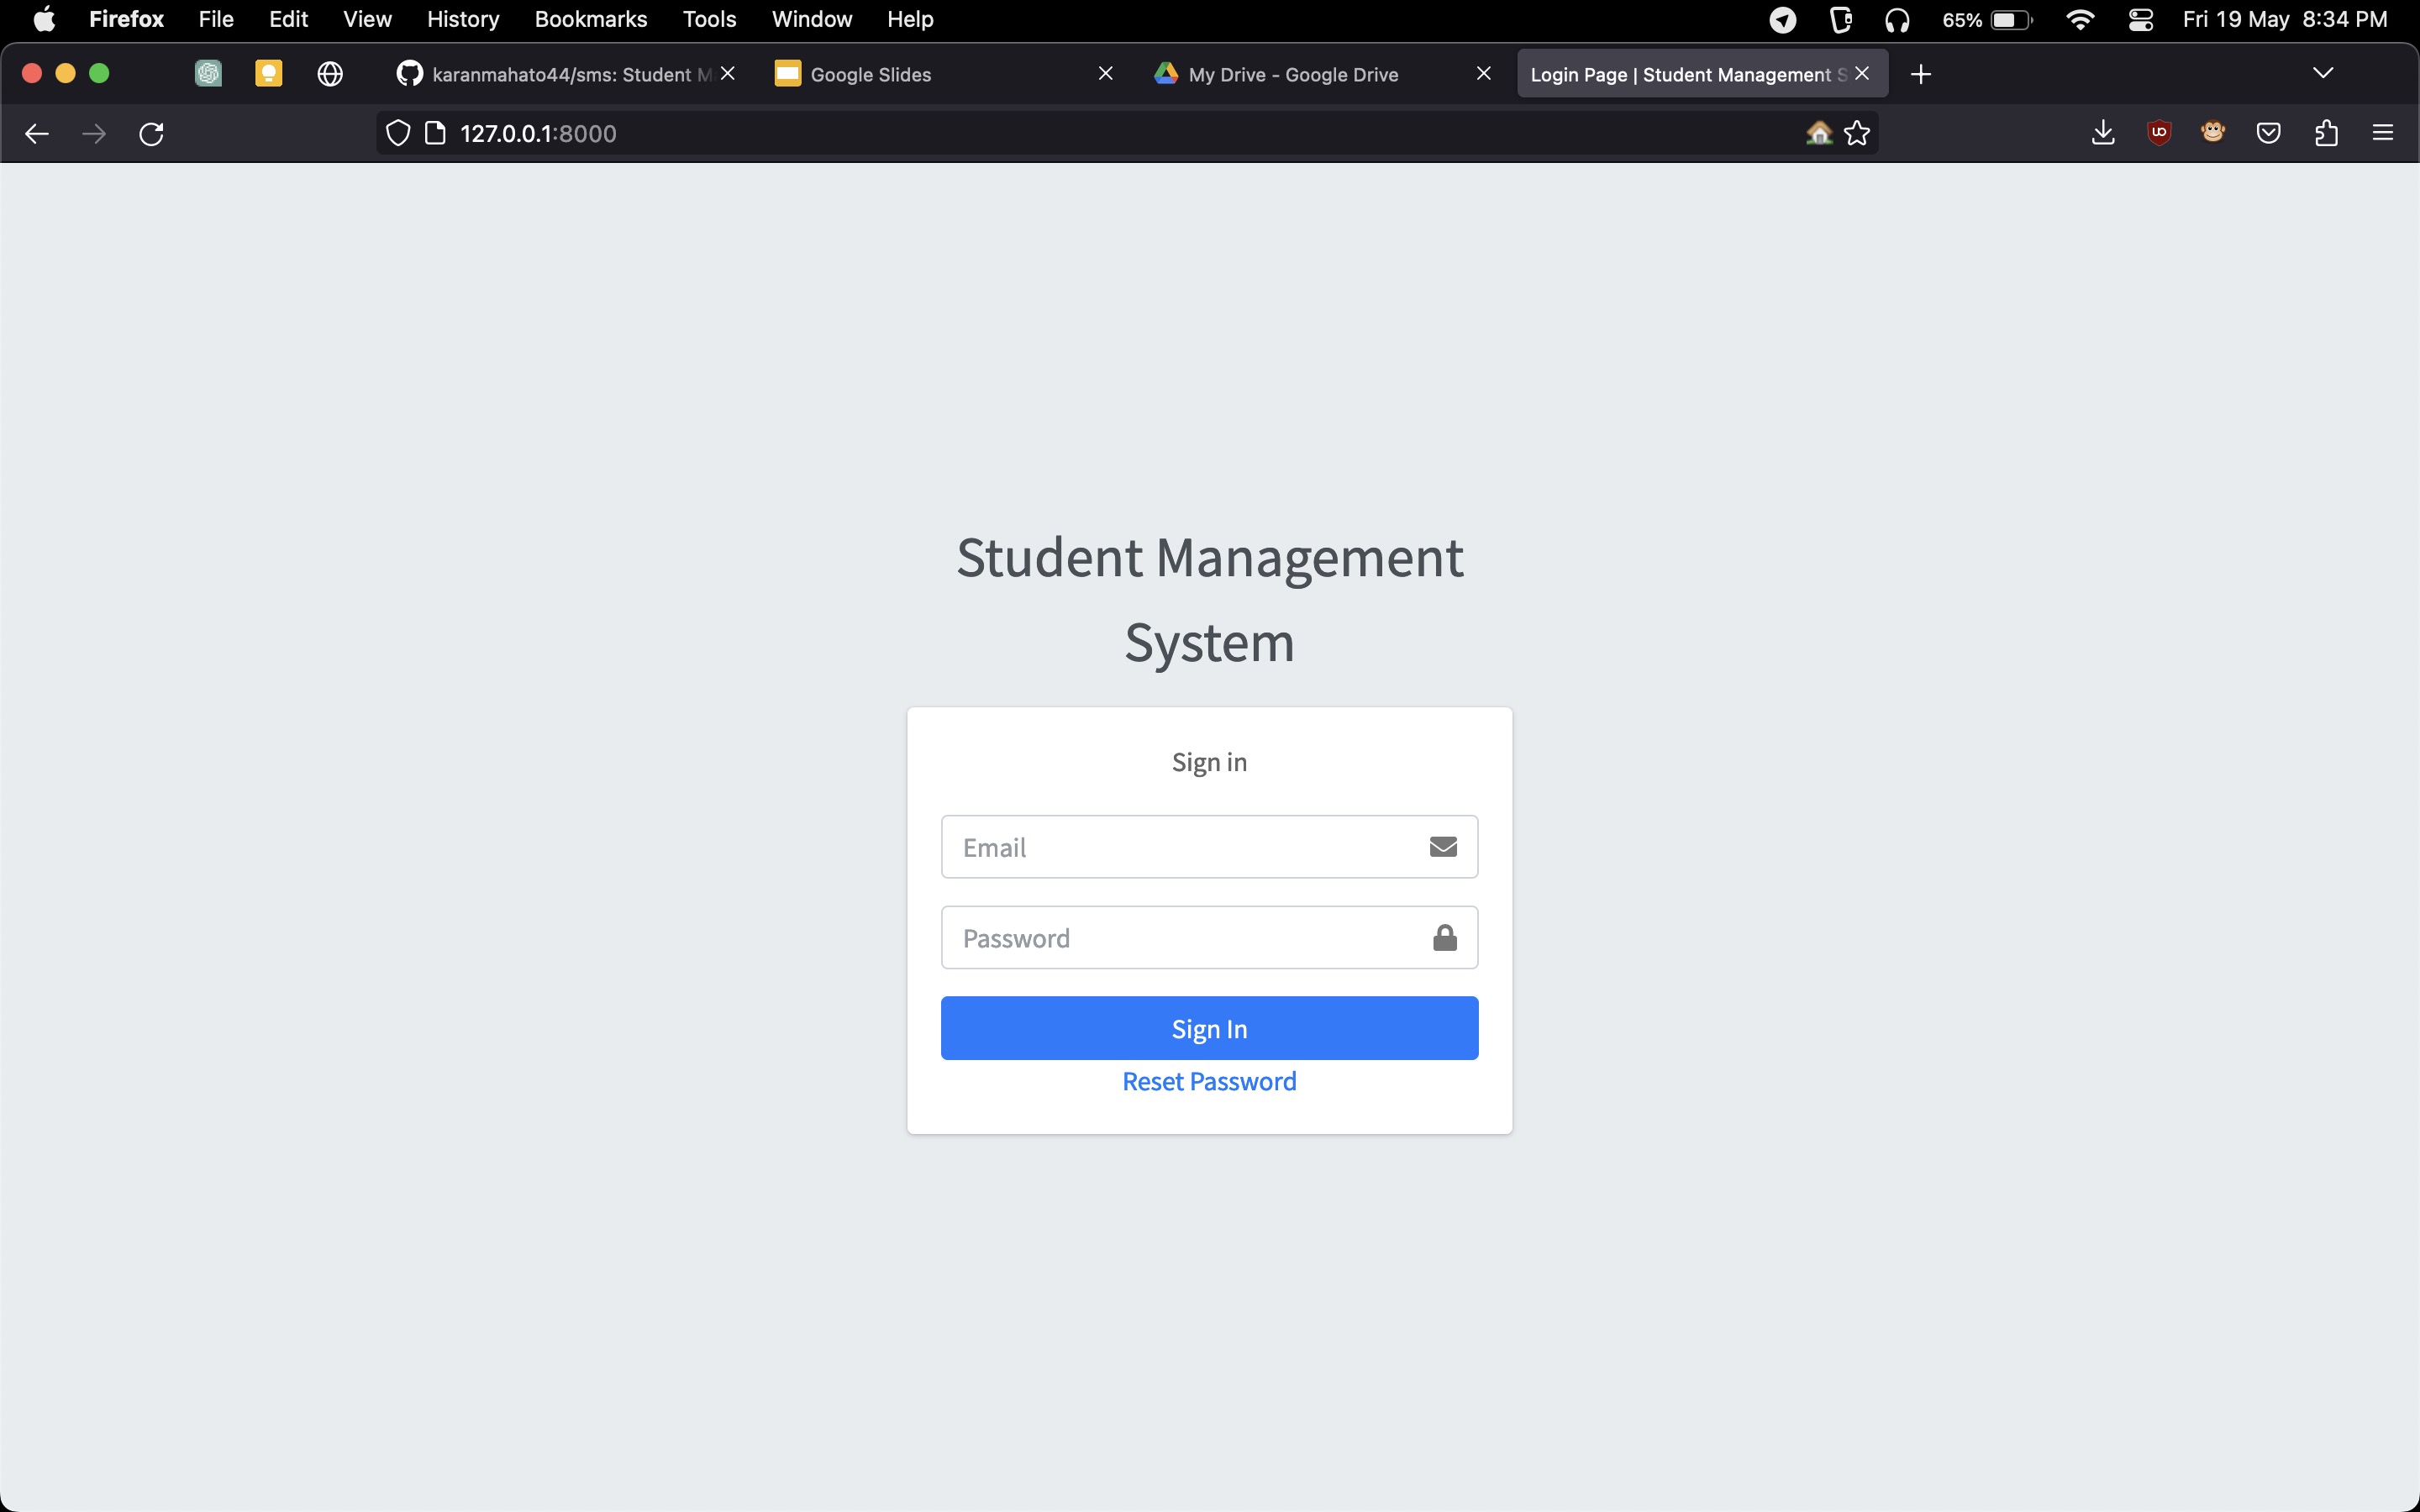 Firefox File Edit View History Bookmarks Tools Window Help 65% Fri 19 May 8:34 PM
karanmahato44/sms: Student M Google Slides My Drive - Google Drive Login Page | Student Management S
127.0.0.1:8000
Student Management
System
Sign in
Email
Password
Sign In
Reset Password